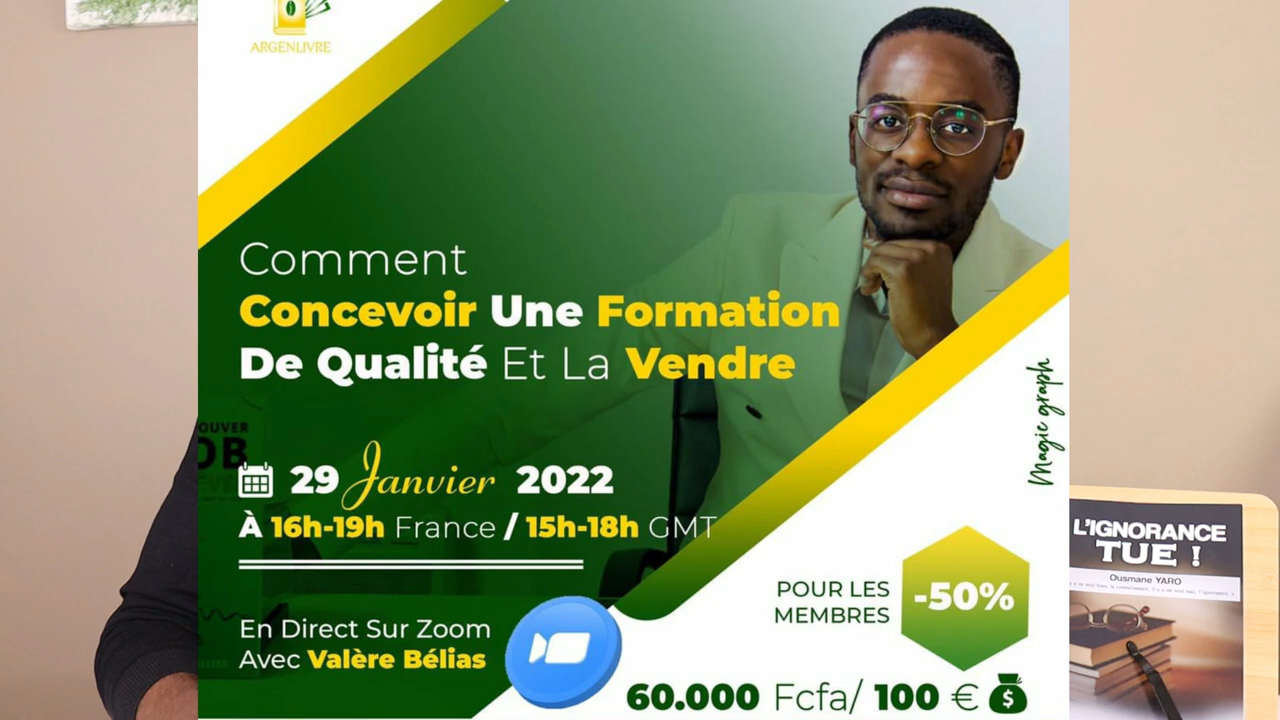 ARGENLIVRE
Comment
Concevoir Une Formation
De Qualité Et La Vendre
29 Janvier 2022
À 16h-19h France / 15h-18h GMT
En Direct Sur Zoom
Avec Valère Bélias
POUR LES
MEMBRES
-50%
60.000 Fcfa/ 100 €
Magic graph
L'IGNORANCE
TUE !
Ousmane YARO